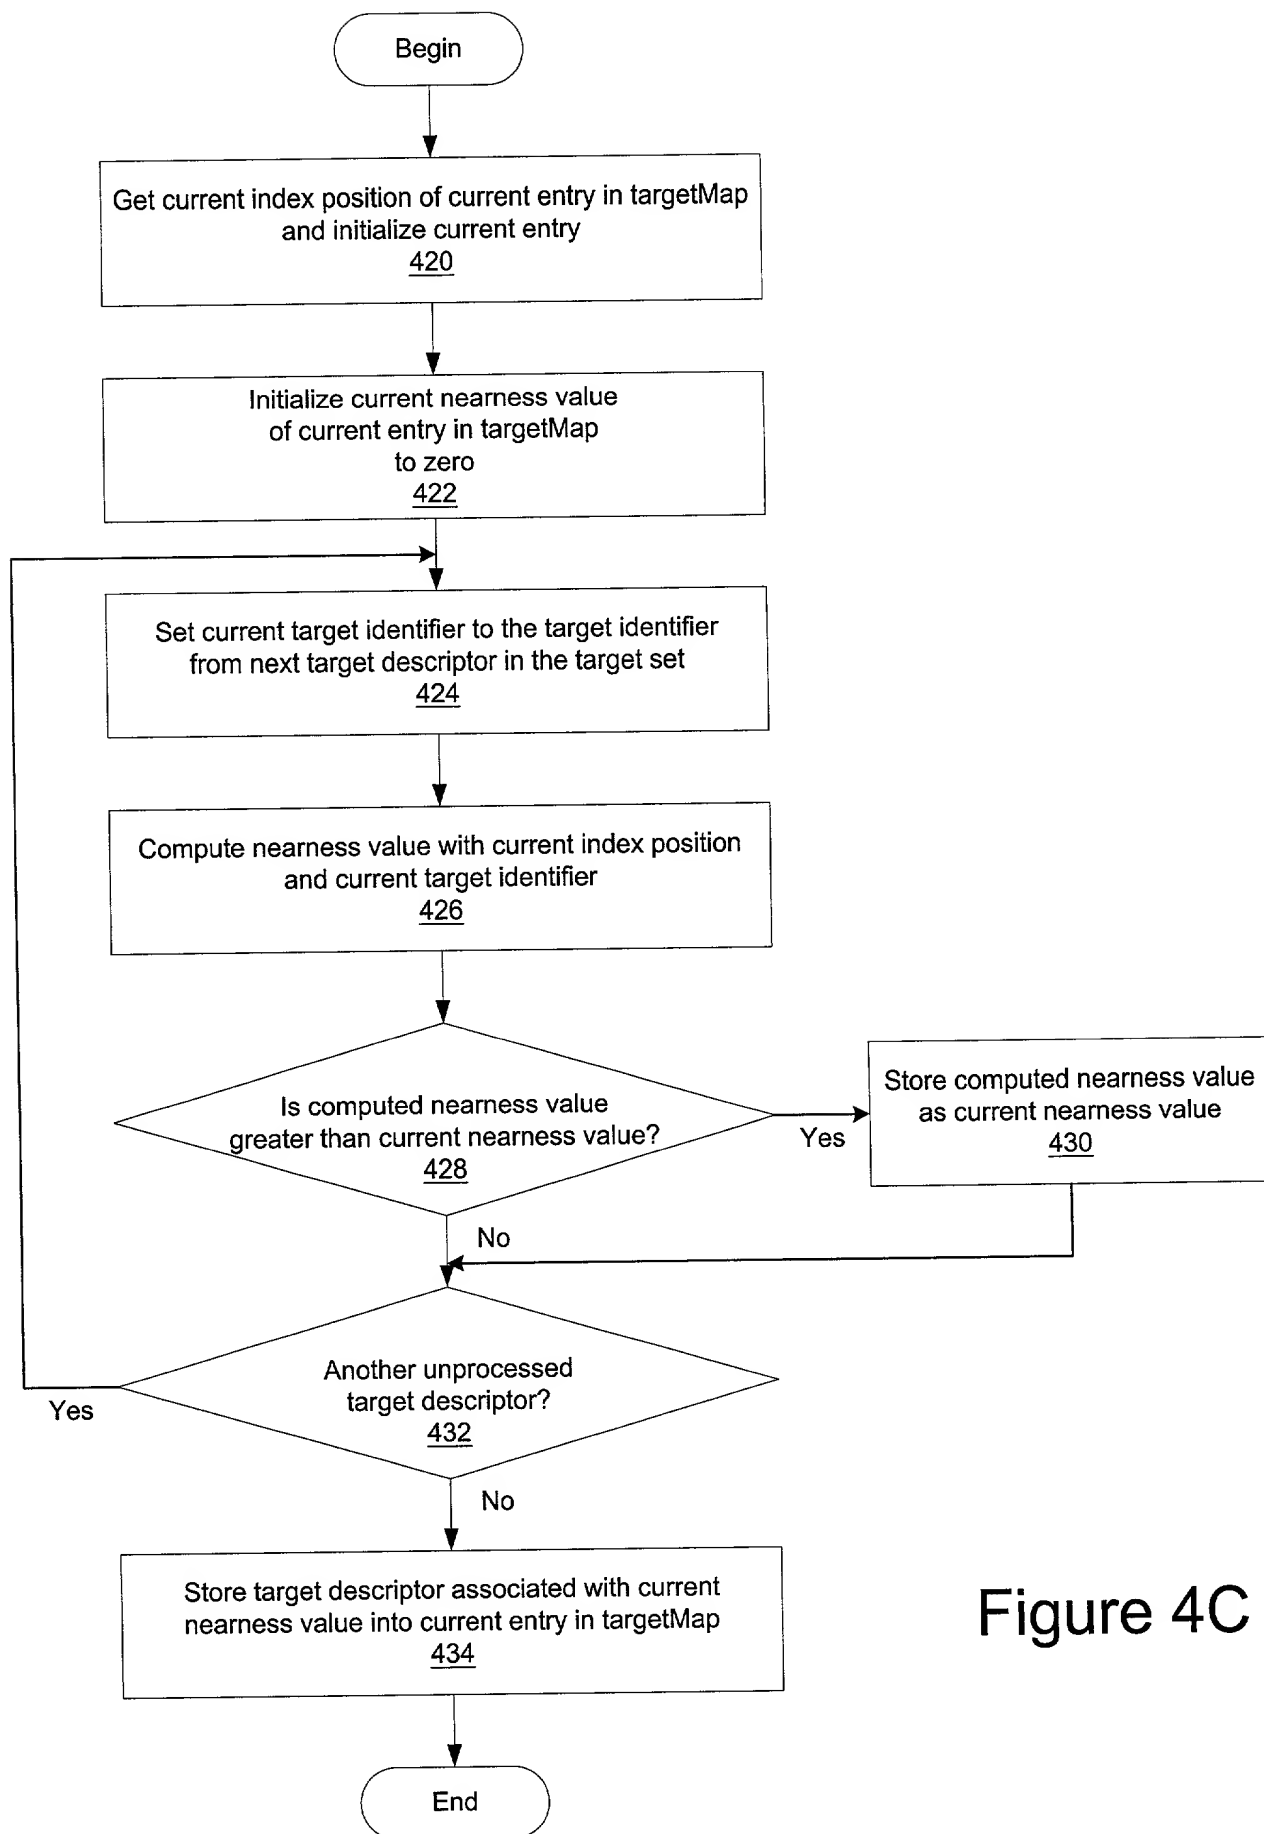 Begin
Get current index position of current entry in targetMap
and initialize current entry
420
Initialize current nearness value
of current entry in targetMap
to zero
422
Set current target identifier to the target identifier
from next target descriptor in the target set
424
Compute nearness value with current index position
and current target identifier
426
Is computed nearness value
greater than current nearness value?
428
Yes
Store computed nearness value
as current nearness value
430
No
Another unprocessed
target descriptor?
432
Yes
No
Store target descriptor associated with current
nearness value into current entry in targetMap
434
Figure 4C
End